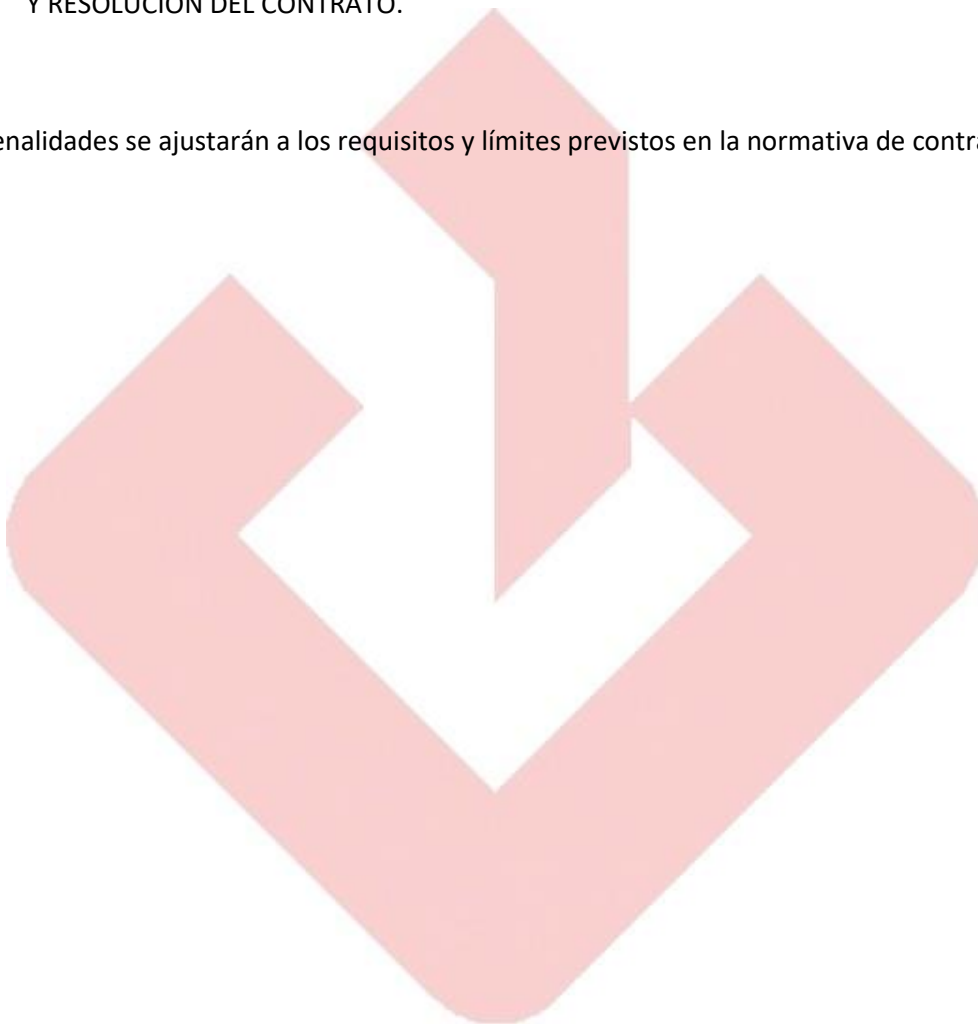 Y RESOLUCIÓN DEL CONTRATO.
enalidades se ajustarán a los requisitos y límites previstos en la normativa de contra